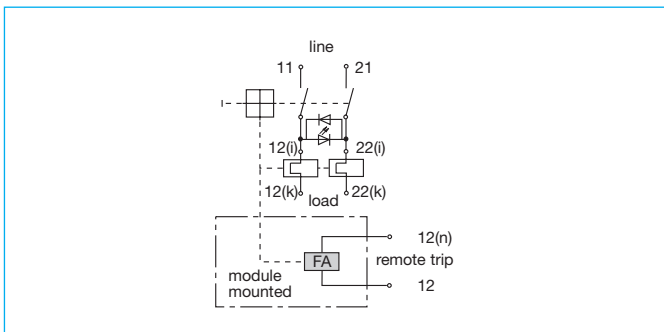 line
11 21
12(i) 22(i)
12(k) 22(k)
load
12(n)
FA remote trip
module
mounted
12